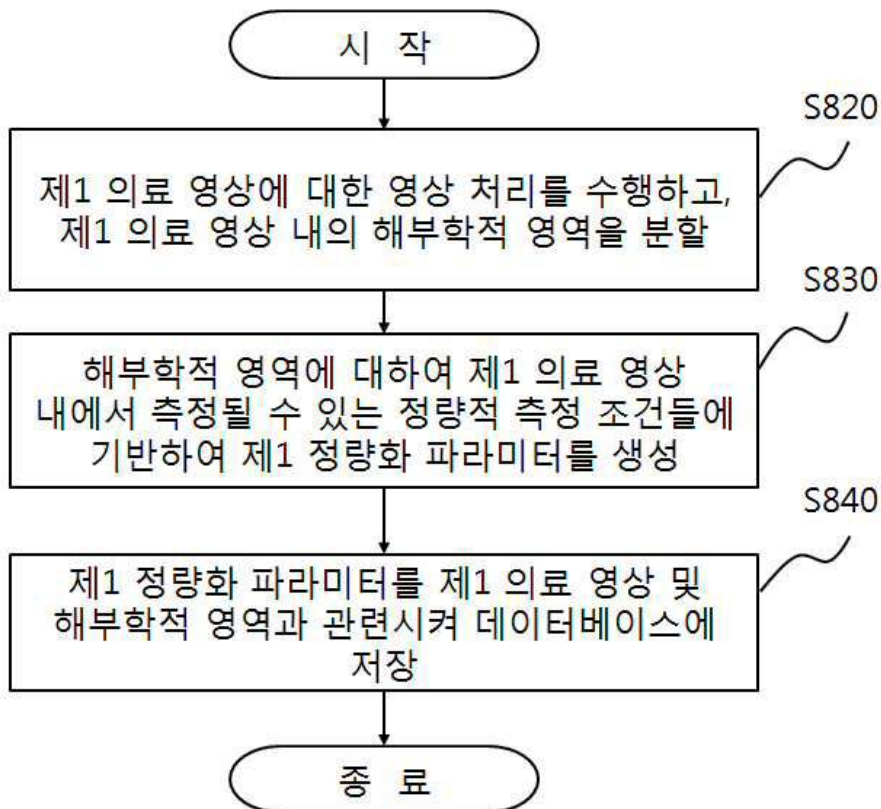 시 작
S820
제1 의료 영상에 대한 영상 처리를 수행하고,
제1 의료 영상 내의 해부학적 영역을 분할
S830
해부학적 영역에 대하여 제1 의료 영상
내에서 측정될 수 있는 정량적 측정 조건들에
기반하여 제1 정량화 파라미터를 생성
S840
제1 정량화 파라미터를 제1 의료 영상 및
해부학적 영역과 관련시켜 데이터베이스에
저장
종 료